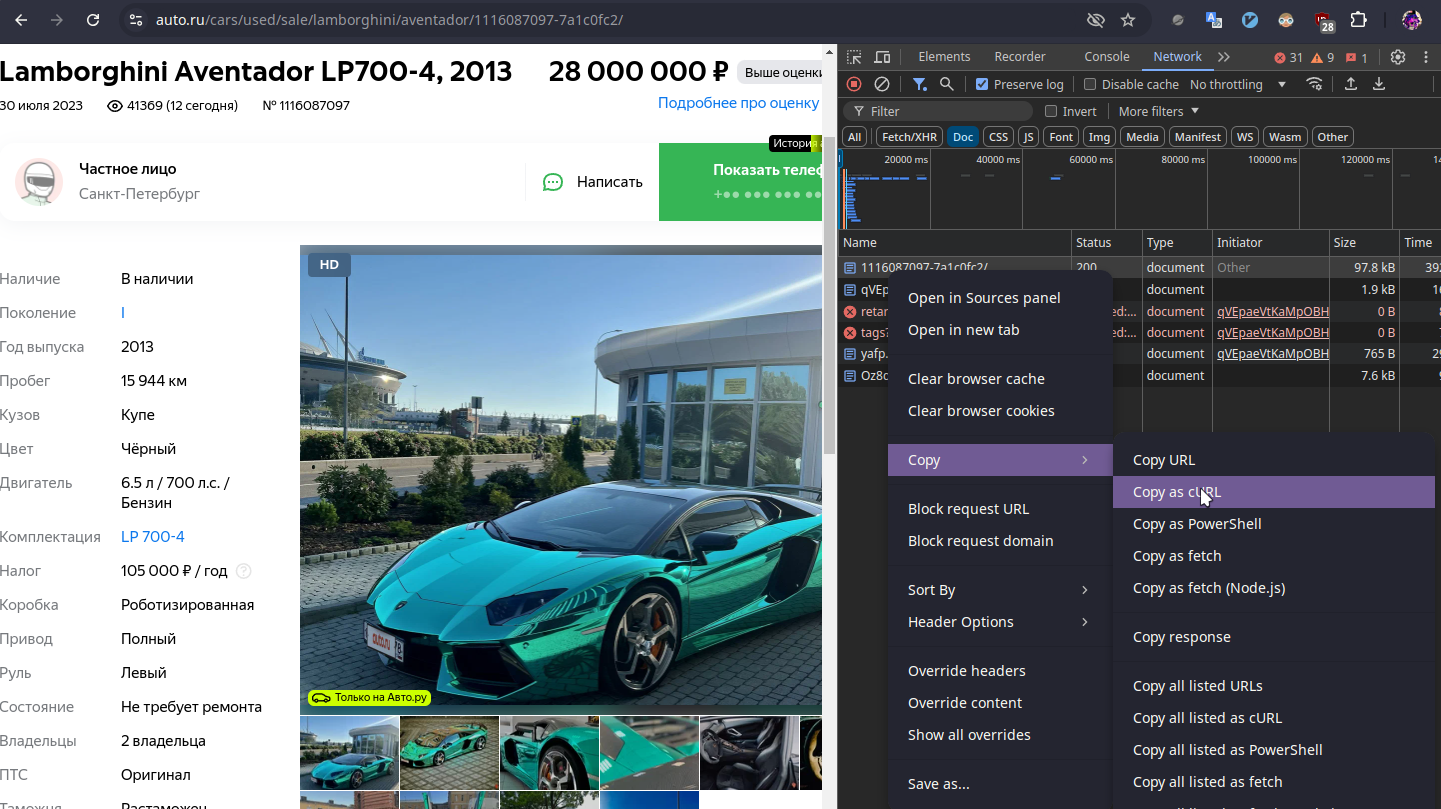 auto.ru/cars/used/sale/lamborghini/aventador/1116087097-7a1c0fc2/
28
Lamborghini Aventador LP700-4, 2013
28 000 000 ₽
Выше оценки
30 июля 2023
41369 (12 сегодня)
№ 1116087097
Подробнее про оценку
История
Частное лицо
Санкт-Петербург
Написать
Показать телеф
+●● ●●● ●●● ●●
HD
Наличие
В наличии
Поколение
I
Год выпуска
2013
Пробег
15 944 км
Кузов
Купе
Цвет
Чёрный
Двигатель
6.5 л / 700 л.с. /
Бензин
Комплектация
LP 700-4
Налог
105 000 ₽ / год
Коробка
Роботизированная
Привод
Полный
Руль
Левый
Состояние
Не требует ремонта
Владельцы
2 владельца
ПТС
Оригинал
Таможня
Растаможен
auto.ru
Только на Авто.ру
Elements
Recorder
Console
Network
31
9
1
Preserve log
Disable cache
No throttling
Filter
Invert
More filters
All
Fetch/XHR
Doc
CSS
JS
Font
Img
Media
Manifest
WS
Wasm
Other
20000 ms
40000 ms
60000 ms
80000 ms
100000 ms
120000 ms
14
Name
Status
Type
Initiator
Size
Time
1116087097-7a1c0fc2/
200
document
Other
97.8 kB
392
qVEp
document
1.9 kB
retar
ed:...
document
qVEpaeVtKaMpOBH
0 B
tags?
ed:...
document
qVEpaeVtKaMpOBH
0 B
yafp.
document
qVEpaeVtKaMpOBH
765 B
29
Oz8c
document
7.6 kB
Open in Sources panel
Open in new tab
Clear browser cache
Clear browser cookies
Copy
Block request URL
Block request domain
Sort By
Header Options
Override headers
Override content
Show all overrides
Save as...
Copy URL
Copy as cURL
Copy as PowerShell
Copy as fetch
Copy as fetch (Node.js)
Copy response
Copy all listed URLs
Copy all listed as cURL
Copy all listed as PowerShell
Copy all listed as fetch